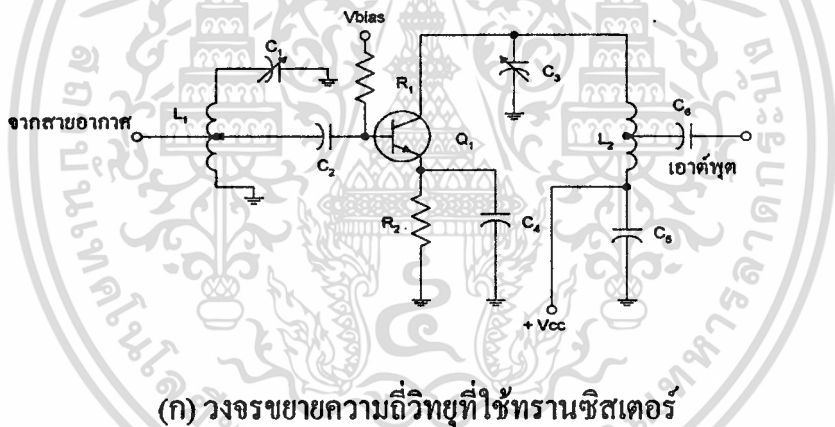 Vbias
C1
R1
C3
จากสายอากาศ
L1
C2
Q1
L2
C6
เอาต์พุต
R2
C4
C5
+ Vcc
(ก) วงจรขยายความถี่วิทยุที่ใช้ทรานซิสเตอร์